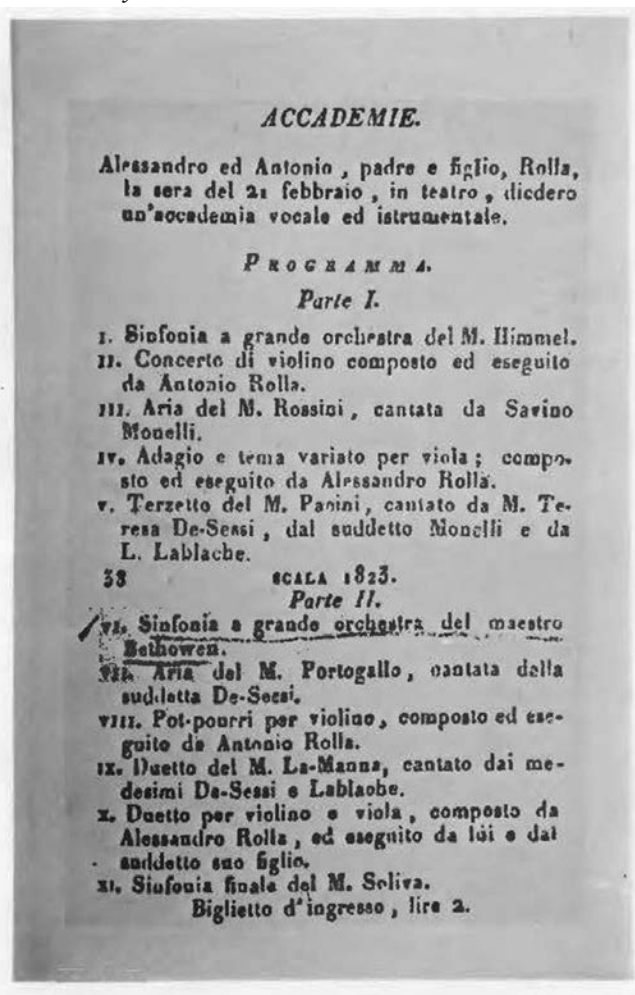 ACCADEMIE.
Alessandro ed Antonio, padre e figlio, Rolla,
la sera del 21 febbraio, in teatro, diedero
un'accademia vocale ed istrumentale.
PROGRAMMA.
Parte I.
I. Sinfonia a grande orchestra del M. Himmel.
II. Concerto di violino composto ed eseguito
da Antonio Rolla.
III. Aria del M. Rossini, cantata da Savino
Monelli.
IV. Adagio e tema variato per viola; compo-
sto ed eseguito da Alessandro Rolla.
V. Terzetto del M. Panini, cantato da M. Te-
resa De-Sessi, dal suddetto Monelli e da
L. Lablache.
38 SCALA 1823.
Parte II.
VI. Sinfonia a grande orchestra del maestro
Bethowen.
VII. Aria del M. Portogallo, cantata dalla
suddetta De-Sessi.
VIII. Pot-pourri per violino, composto ed ese-
guito da Antonio Rolla.
IX. Duetto del M. La-Manna, cantato dai me-
desimi De-Sessi e Lablache.
X. Duetto per violino e viola, composto da
Alessandro Rolla, ed eseguito da lui e dal
suddetto suo figlio.
XI. Sinfonia finale del M. Soliva.
Biglietto d'ingresso, lire 2.